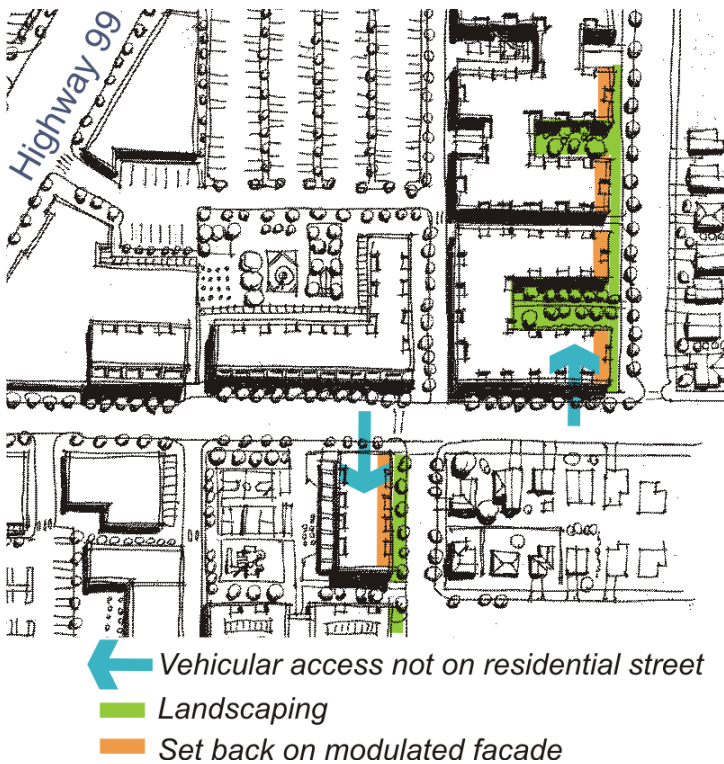 Highway 99
Vehicular access not on residential street
Landscaping
Set back on modulated facade